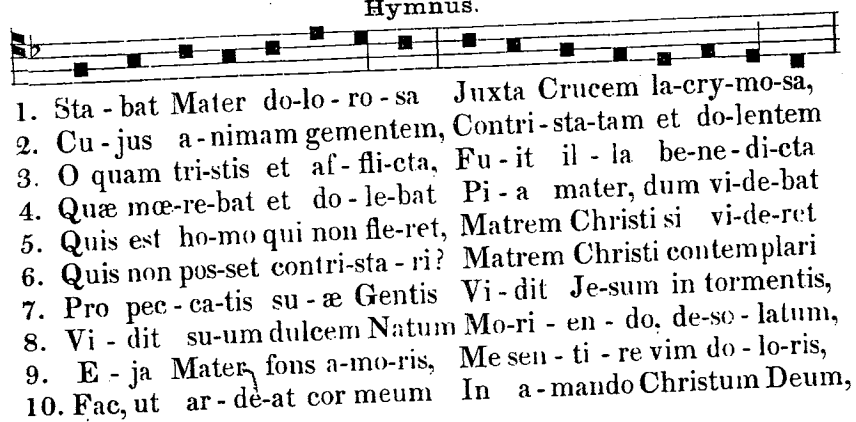 Hymnus.
1. Sta - bat Mater do-lo - ro - sa Juxta Crucem la-cry-mo-sa,
2. Cu - jus a - nimam gementem, Contri - sta-tam et do-lentem
3. O quam tri-stis et af - fli-cta, Fu - it il - la be-ne - di-cta
4. Quæ mœ-re-bat et do - le-bat Pi - a mater, dum vi-de-bat
5. Quis est ho-mo qui non fle-ret, Matrem Christi si vi-de-ret
6. Quis non pos-set contri-sta - ri? Matrem Christi contemplari
7. Pro pec - ca-tis su - æ Gentis Vi - dit Je-sum in tormentis,
8. Vi - dit su-um dulcem Natum Mo-ri - en - do, de-so - latum,
9. E - ja Mater, fons a-mo-ris, Me sen - ti - re vim do - lo-ris,
10. Fac, ut ar - de-at cor meum In a - mando Christum Deum,